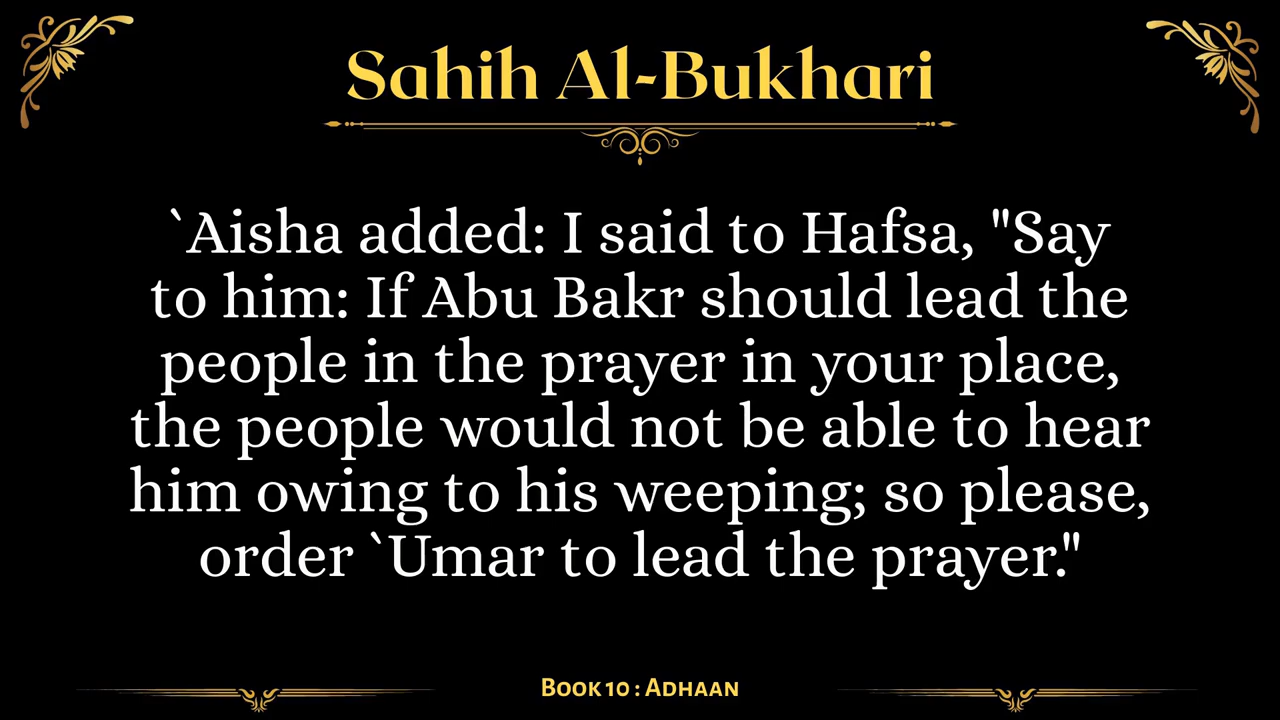 Sahih Al-Bukhari
`Aisha added: I said to Hafsa, "Say
to him: If Abu Bakr should lead the
people in the prayer in your place,
the people would not be able to hear
him owing to his weeping; so please,
order `Umar to lead the prayer."
Book 10 : Adhaan